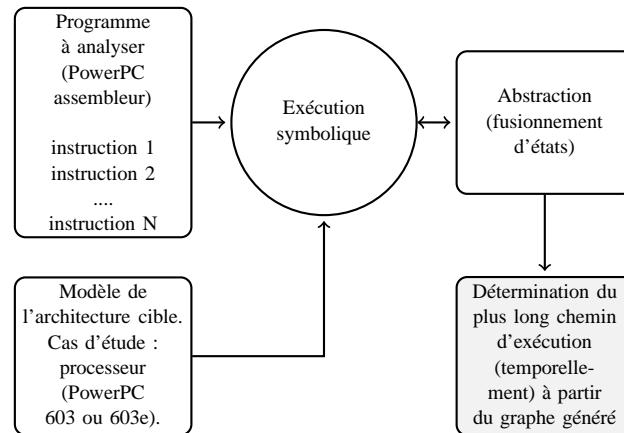 Programme
à analyser
(PowerPC
assembleur)
instruction 1
instruction 2
....
instruction N
Exécution
symbolique
Abstraction
(fusionnement
d'états)
Modèle de
l'architecture cible.
Cas d'étude :
processeur
(PowerPC
603 ou 603e).
Détermination du
plus long chemin
d'exécution
(temporelle-
ment) à partir
du graphe généré